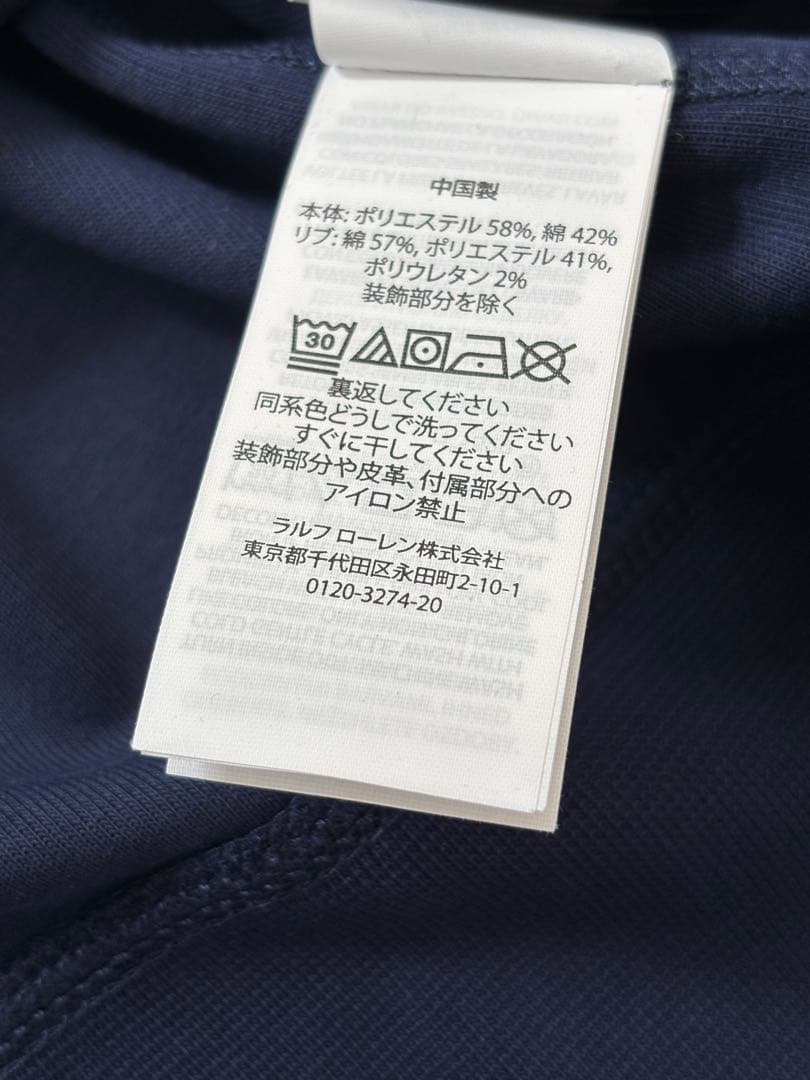 中国製
本体: ポリエステル 58%, 綿 42%
リブ: 綿 57%, ポリエステル 41%,
ポリウレタン 2%
装飾部分を除く
30
裏返してください
同系色どうしで洗ってください
すぐに干してください
装飾部分や皮革、付属部分への
アイロン禁止
ラルフ ローレン株式会社
東京都千代田区永田町2-10-1
0120-3274-20